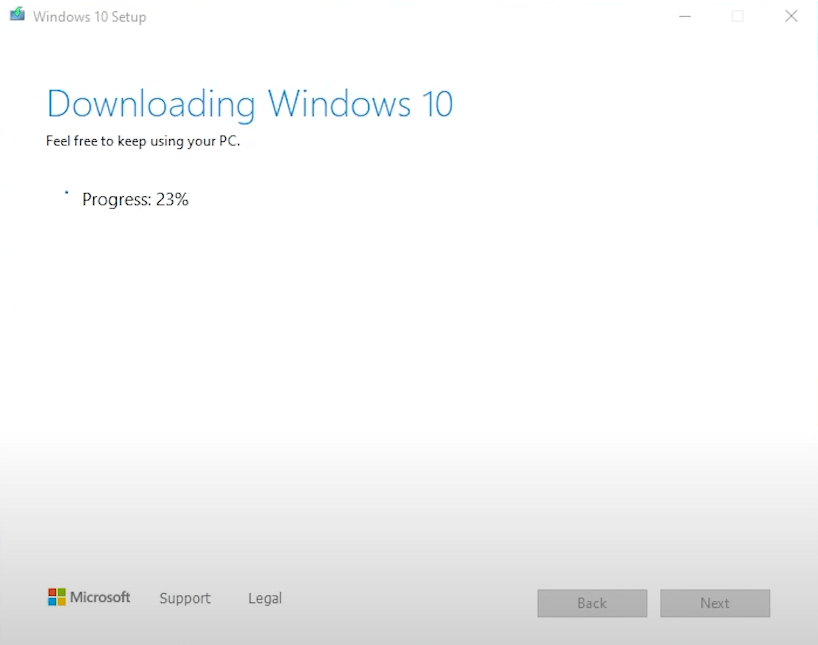 Windows 10 Setup
Downloading Windows 10
Feel free to keep using your PC.
Progress: 23%
Microsoft Support Legal
Back Next